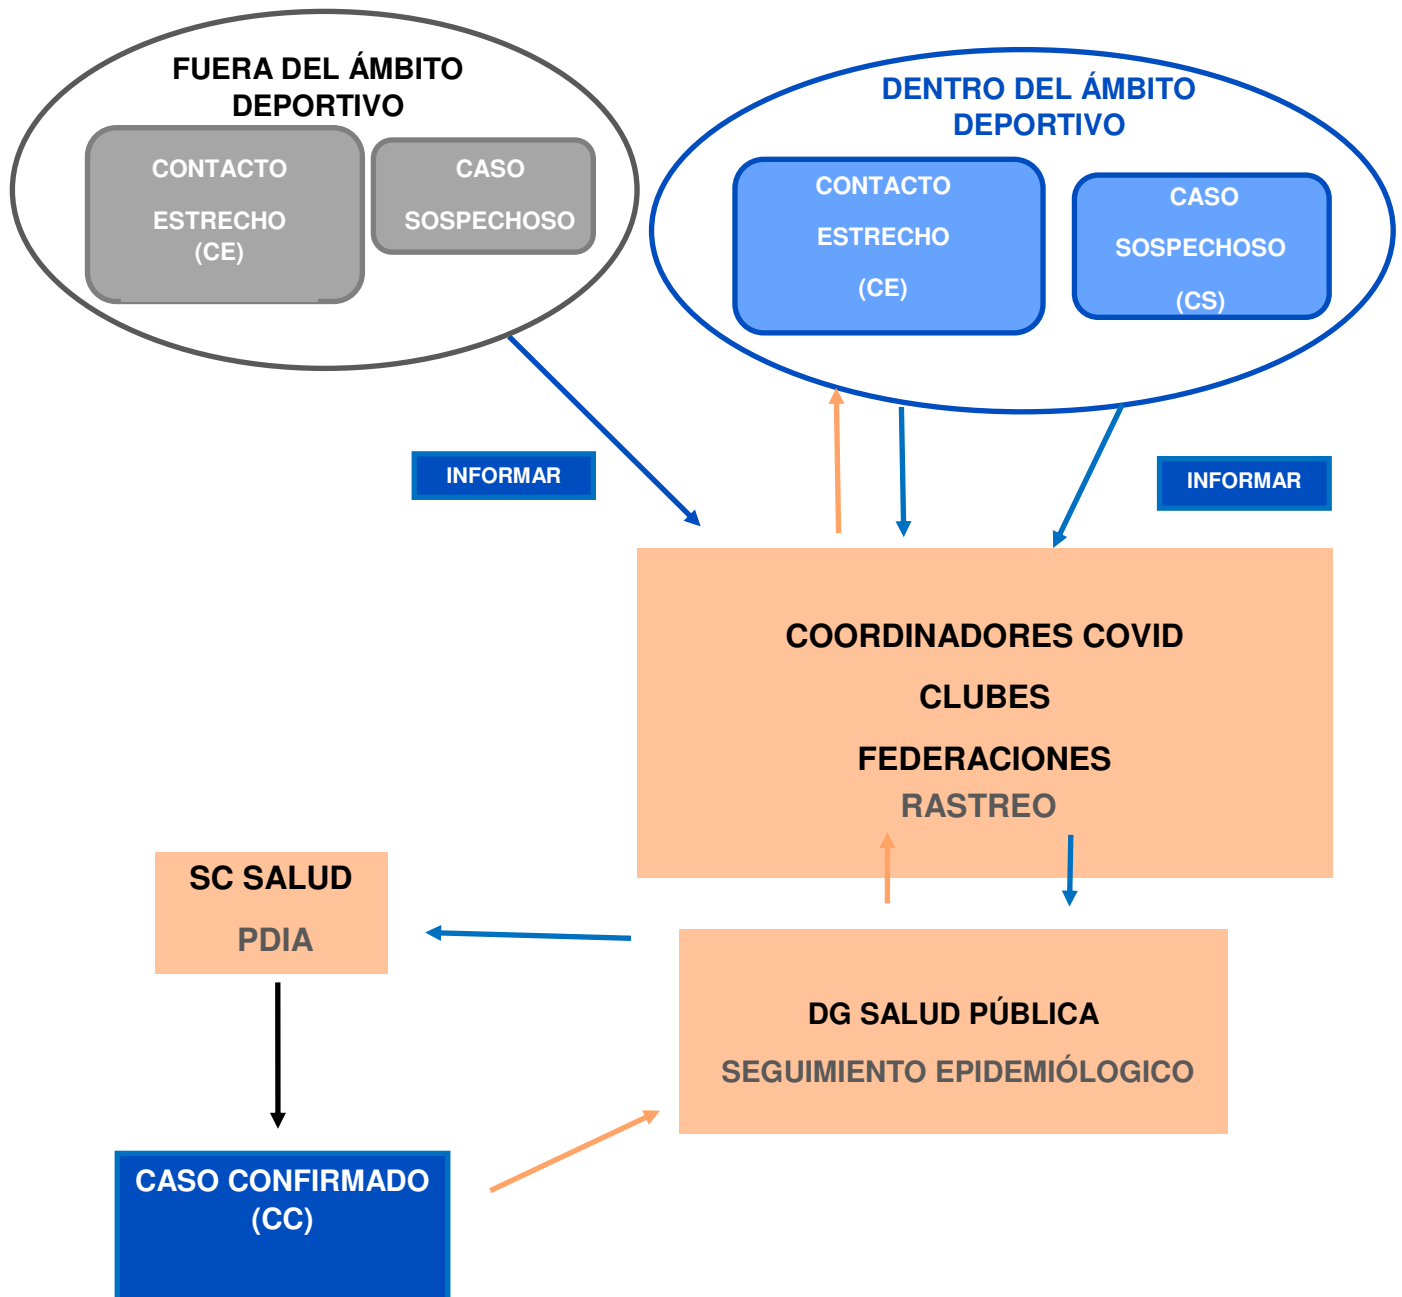 FUERA DEL ÁMBITO
DEPORTIVO
CONTACTO
ESTRECHO
(CE)
CASO
SOSPECHOSO
DENTRO DEL ÁMBITO
DEPORTIVO
CONTACTO
ESTRECHO
(CE)
CASO
SOSPECHOSO
(CS)
INFORMAR
INFORMAR
COORDINADORES COVID
CLUBES
FEDERACIONES
RASTREO
SC SALUD
PDIA
DG SALUD PÚBLICA
SEGUIMIENTO EPIDEMIÓLOGICO
CASO CONFIRMADO
(CC)